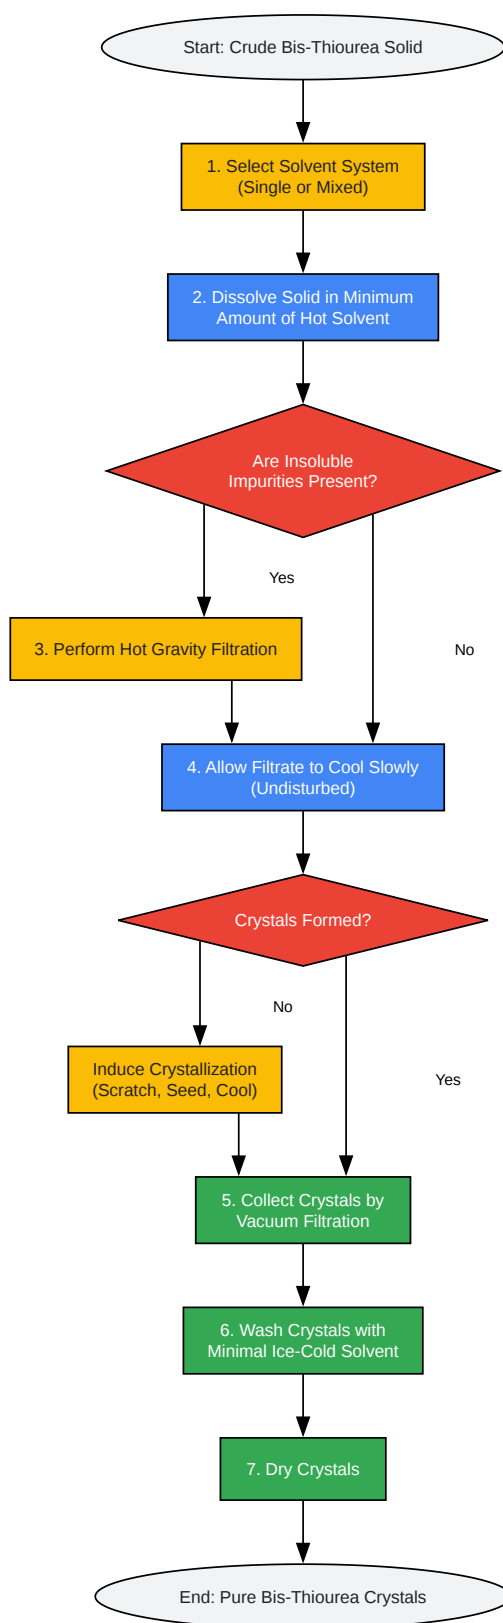 Start: Crude Bis-Thiourea Solid
1. Select Solvent System
(Single or Mixed)
2. Dissolve Solid in Minimum
Amount of Hot Solvent
Are Insoluble
Impurities Present?
Yes
3. Perform Hot Gravity Filtration
No
4. Allow Filtrate to Cool Slowly
(Undisturbed)
Crystals Formed?
No
Induce Crystallization
(Scratch, Seed, Cool)
Yes
5. Collect Crystals by
Vacuum Filtration
6. Wash Crystals with
Minimal Ice-Cold Solvent
7. Dry Crystals
End: Pure Bis-Thiourea Crystals